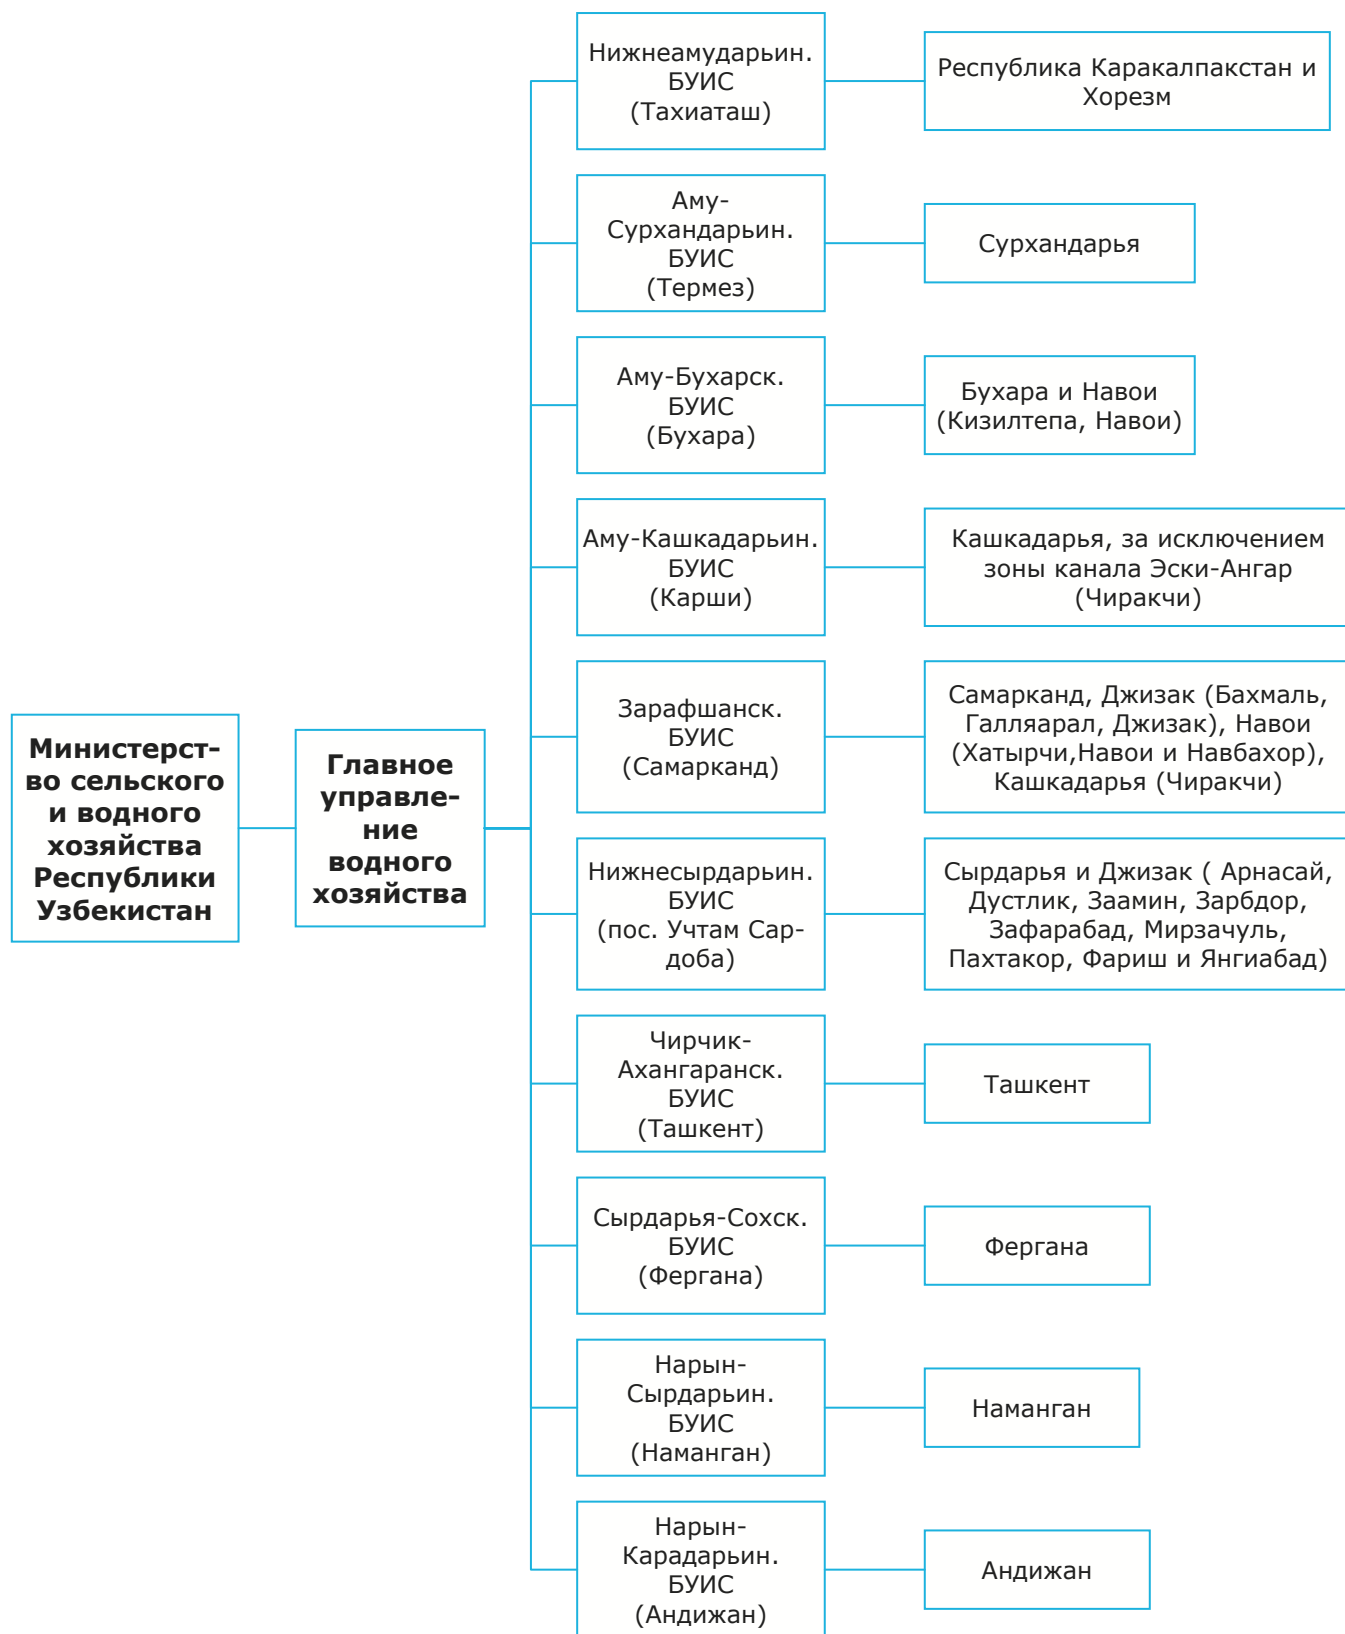 Министерст-
во сельского
и водного
хозяйства
Республики
Узбекистан
Главное
управле-
ние
водного
хозяйства
Нижнеамударьин.
БУИС
(Тахиаташ)
Республика Каракалпакстан и
Хорезм
Аму-
Сурхандарьин.
БУИС
(Термез)
Сурхандарья
Аму-Бухарск.
БУИС
(Бухара)
Бухара и Навои
(Кизилтепа, Навои)
Аму-Кашкадарьин.
БУИС
(Карши)
Кашкадарья, за исключением
зоны канала Эски-Ангар
(Чиракчи)
Зарафшанск.
БУИС
(Самарканд)
Самарканд, Джизак (Бахмаль,
Галляарал, Джизак), Навои
(Хатырчи,Навои и Навбахор),
Кашкадарья (Чиракчи)
Нижнесырдарьин.
БУИС
(пос. Учтам Сар-
доба)
Сырдарья и Джизак ( Арнасай,
Дустлик, Заамин, Зарбдор,
Зафарабад, Мирзачуль,
Пахтакор, Фариш и Янгиабад)
Чирчик-
Ахангаранск.
БУИС
(Ташкент)
Ташкент
Сырдарья-Сохск.
БУИС
(Фергана)
Фергана
Нарын-
Сырдарьин.
БУИС
(Наманган)
Наманган
Нарын-
Карадарьин.
БУИС
(Андижан)
Андижан